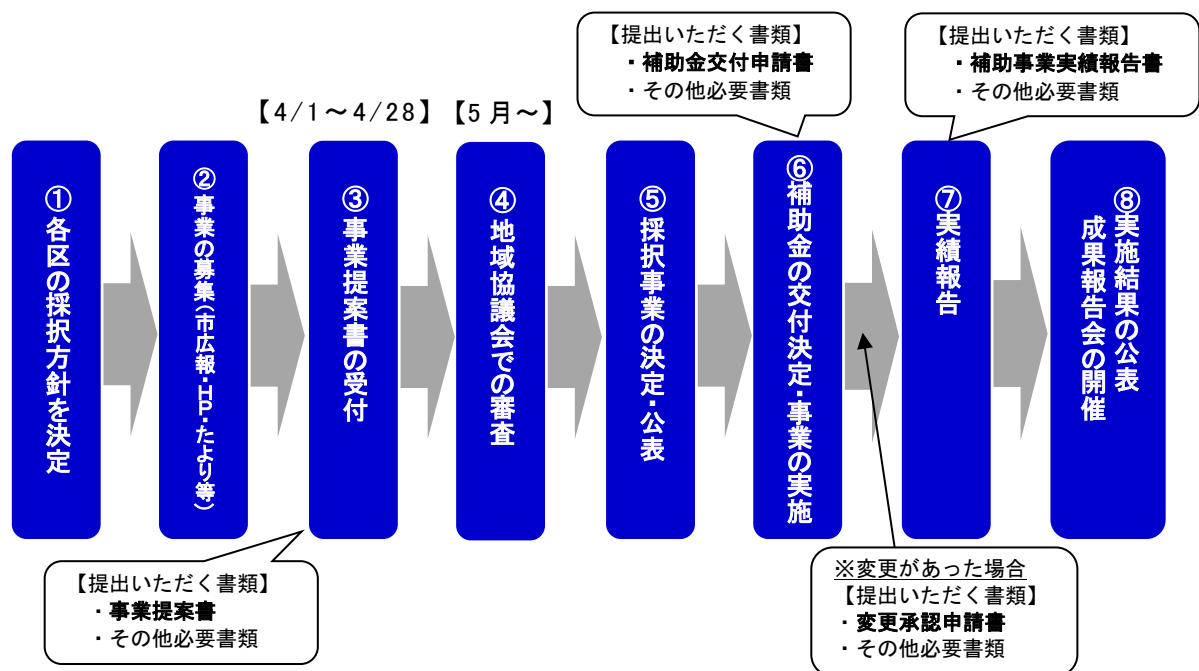 【提出いただく書類】
・補助金交付申請書
・その他必要書類
【提出いただく書類】
・補助事業実績報告書
・その他必要書類
【4/1～4/28】
【5月～】
①各区の採択方針を決定
②事業の募集（市広報・HP・たより等）
③事業提案書の受付
④地域協議会での審査
⑤採択事業の決定・公表
⑥補助金の交付決定・事業の実施
⑦実績報告
⑧実施結果の公表
成果報告会の開催
【提出いただく書類】
・事業提案書
・その他必要書類
※変更があった場合
【提出いただく書類】
・変更承認申請書
・その他必要書類